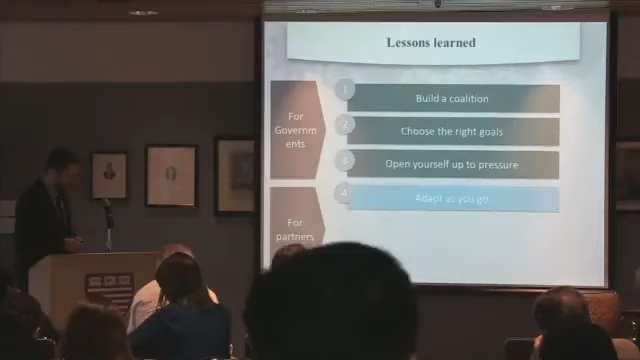 Lessons learned
For
Governm
ents
1
Build a coalition
2
Choose the right goals
3
Open yourself up to pressure
4
Adapt as you go
For
partners